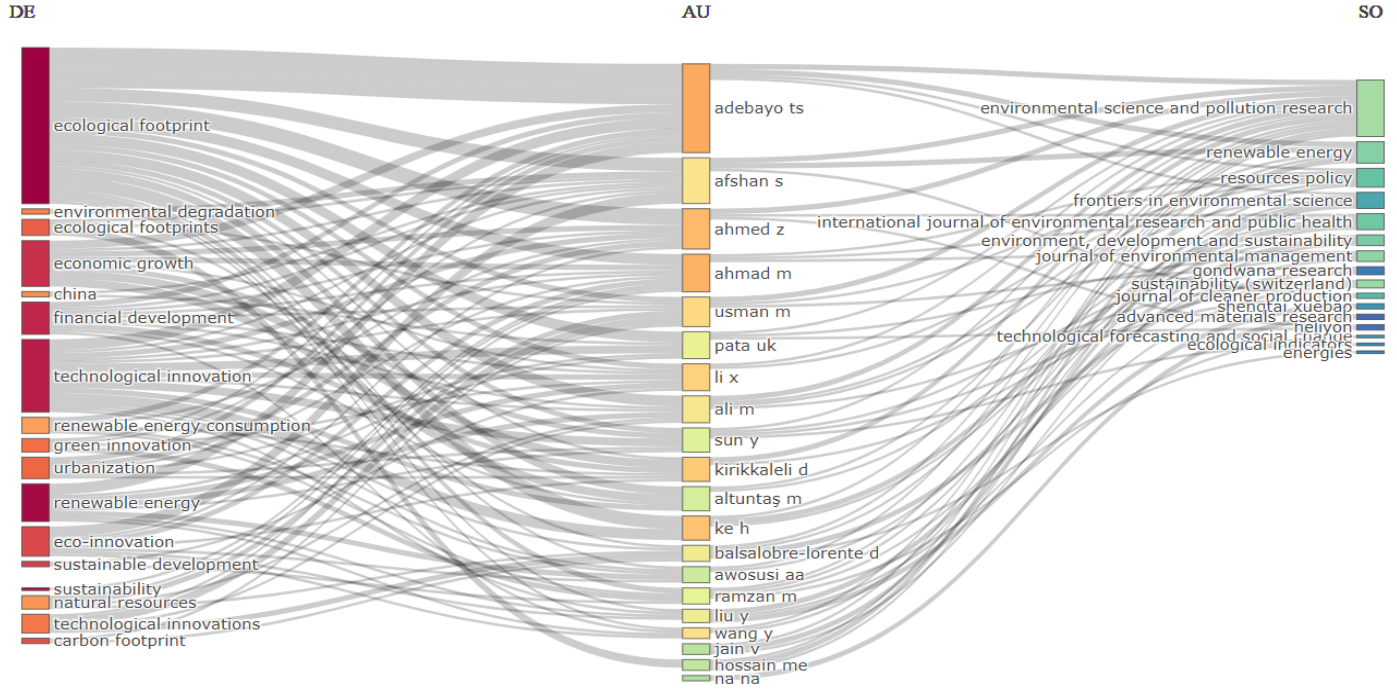 DE
AU
SO
ecological footprint
environmental degradation
ecological footprints
economic growth
china
financial development
technological innovation
renewable energy consumption
green innovation
urbanization
renewable energy
eco-innovation
sustainable development
sustainability
natural resources
technological innovations
carbon footprint
adebayo ts
afshan s
ahmed z
ahmad m
usman m
pata uk
li x
ali m
sun y
kirikkaleli d
altuntaş m
ke h
balsalobre-lorente d
awosusi aa
ramzan m
liu y
wang y
jain v
hossain me
na na
environmental science and pollution research
renewable energy
resources policy
frontiers in environmental science
international journal of environmental research and public health
environment, development and sustainability
journal of environmental management
gondwana research
sustainability (switzerland)
journal of cleaner production
shengtai xuebao
advanced materials research
heliyon
technological forecasting and social change
ecological indicators
energies